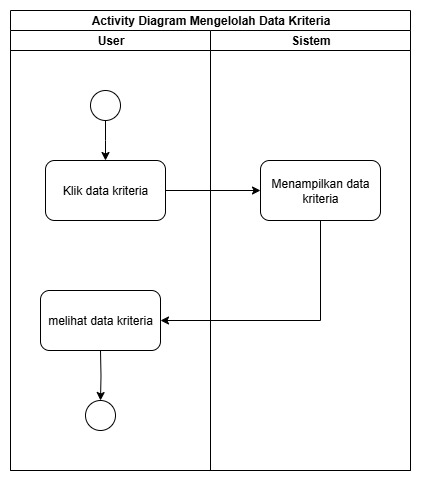 Activity Diagram Mengelolah Data Kriteria
User
Sistem
Klik data kriteria
Menampilkan data
kriteria
melihat data kriteria